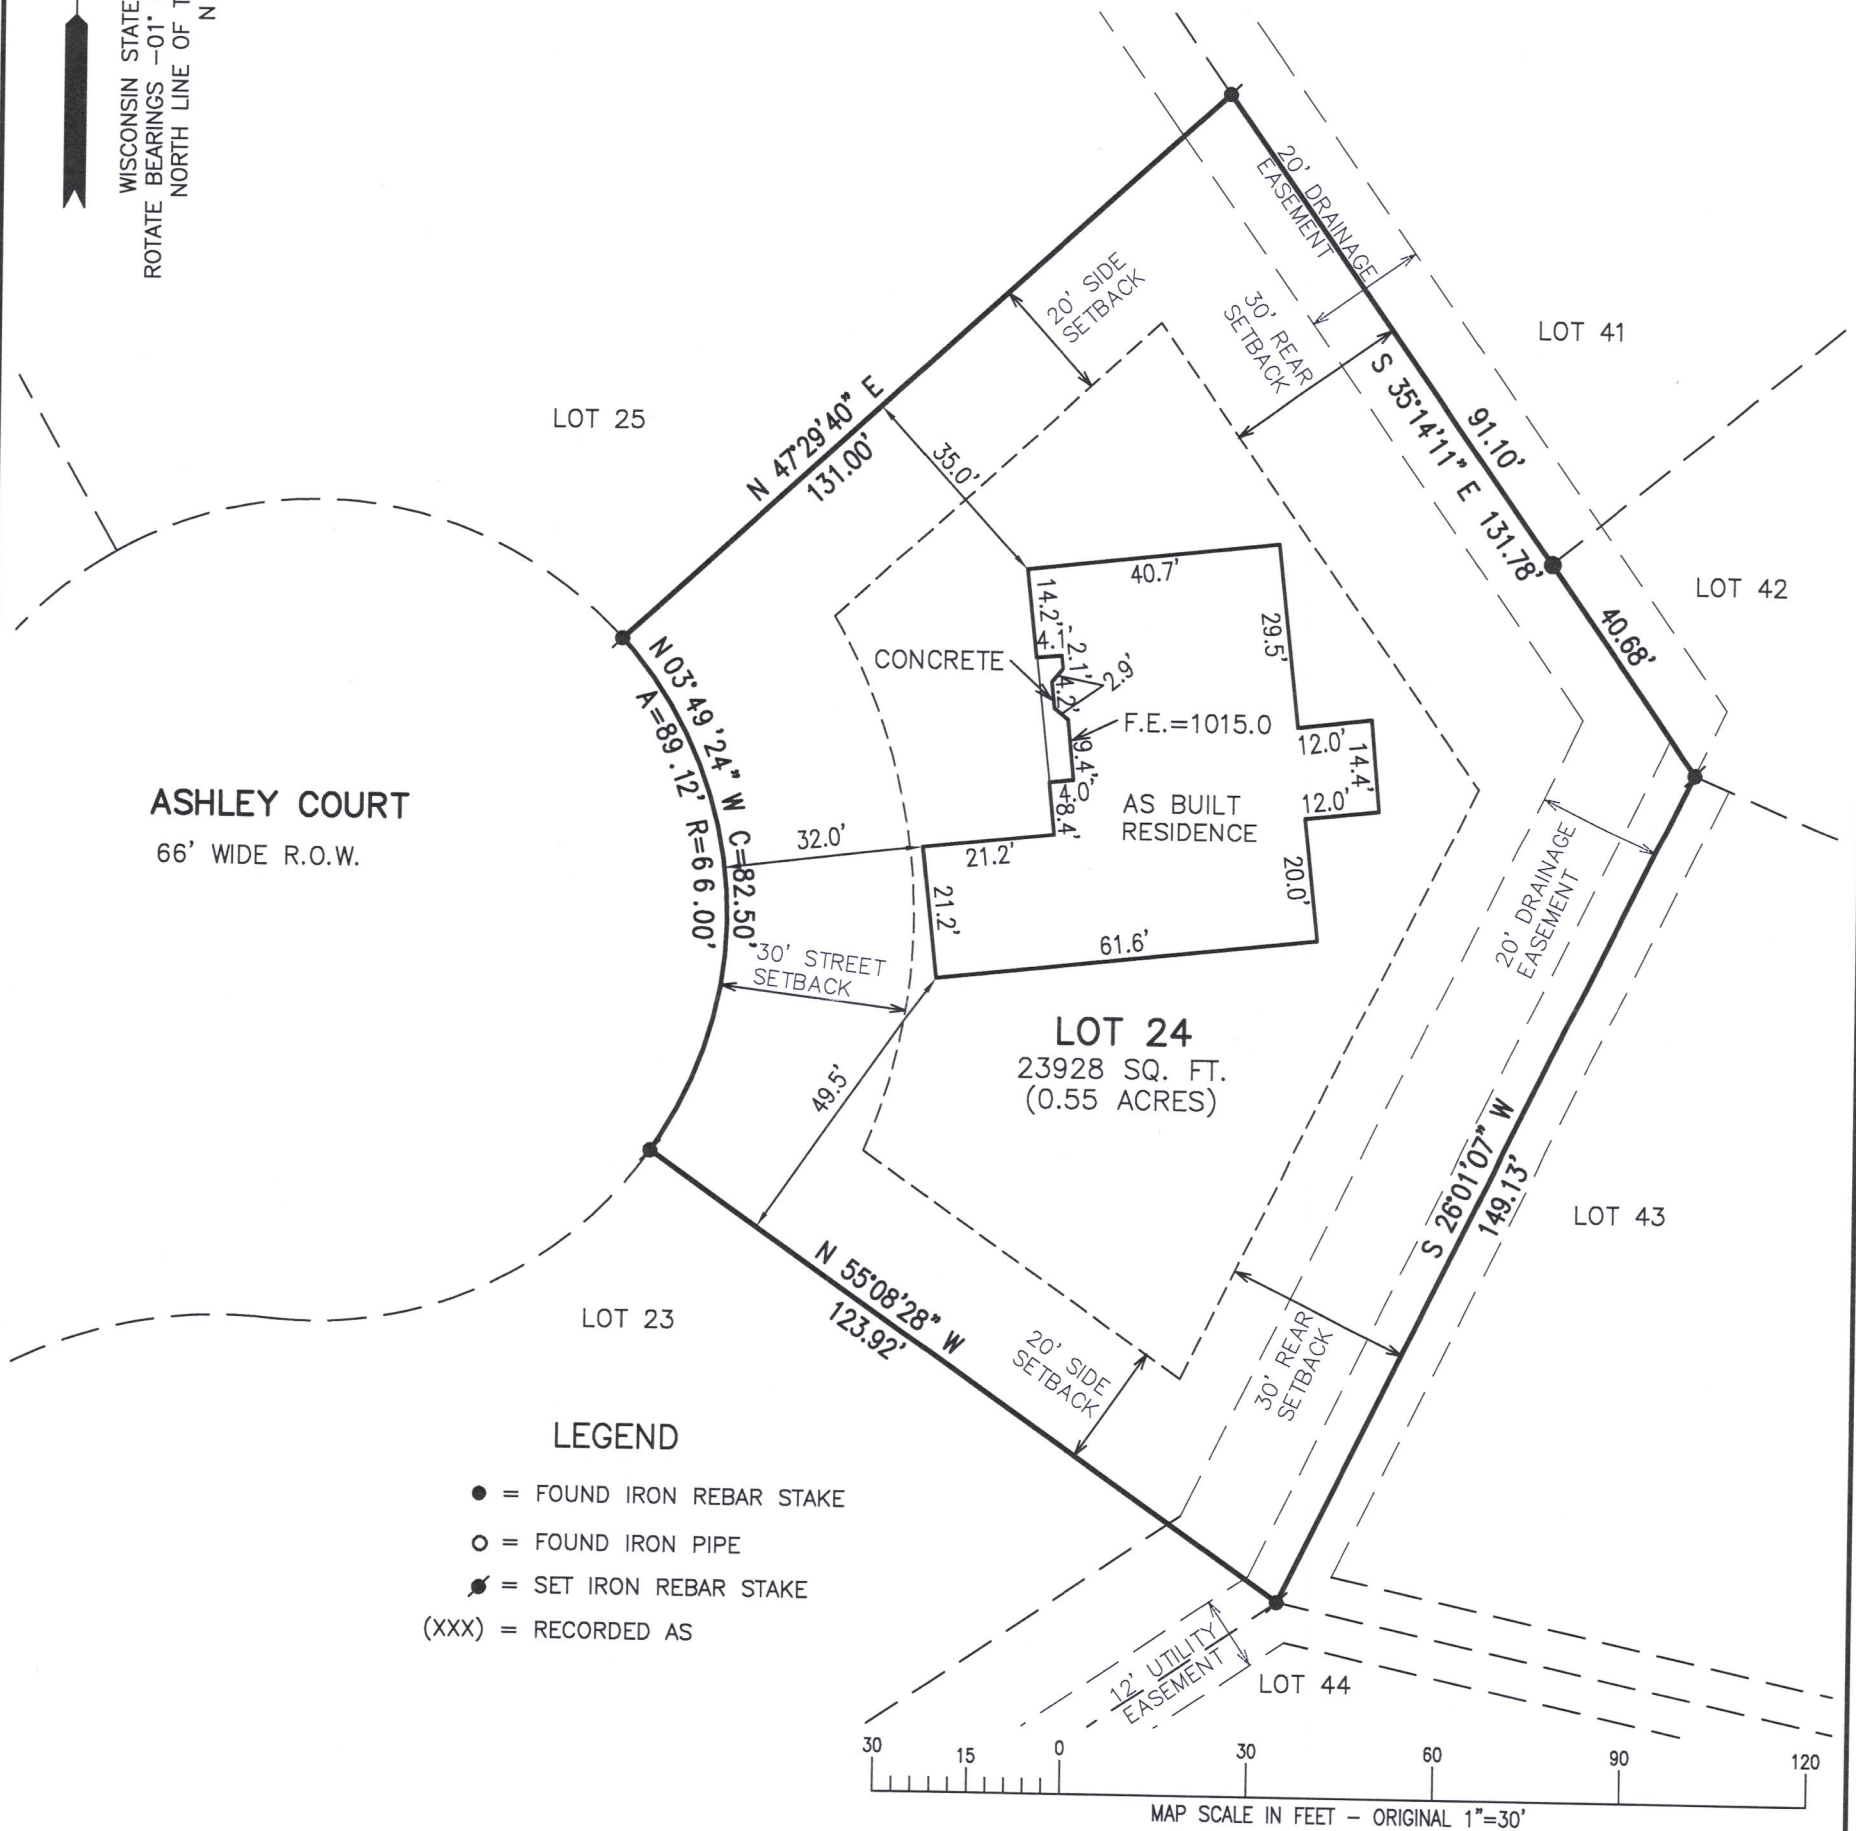 WISCONSIN STATE
ROTATE BEARINGS -01°
NORTH LINE OF T
N
20' DRAINAGE
EASEMENT
20' SIDE
SETBACK
30' REAR
SETBACK
LOT 41
LOT 25
N 47°29'40" E
131.00'
35.0'
S 35°14'11" E 131.78'
91.10'
LOT 42
40.68'
40.7'
14.2'
4.1'
2.1'
29.5'
CONCRETE
2.9'
4.2'
F.E.=1015.0
12.0'
14.4'
9.4'
4.0'
8.4'
12.0'
AS BUILT
RESIDENCE
N 03°49'24" W C=82.50'
A=89.12' R=66.00'
ASHLEY COURT
66' WIDE R.O.W.
32.0'
21.2'
21.2'
20.0'
61.6'
30' STREET
SETBACK
20' DRAINAGE
EASEMENT
LOT 24
23928 SQ. FT.
(0.55 ACRES)
49.5'
S 26°01'07" W
149.13'
LOT 43
N 55°08'28" W
123.92'
LOT 23
20' SIDE
SETBACK
30' REAR
SETBACK
LEGEND
= FOUND IRON REBAR STAKE
= FOUND IRON PIPE
= SET IRON REBAR STAKE
(XXX) = RECORDED AS
12' UTILITY
EASEMENT
LOT 44
30 15 0 30 60 90 120
MAP SCALE IN FEET - ORIGINAL 1"=30'